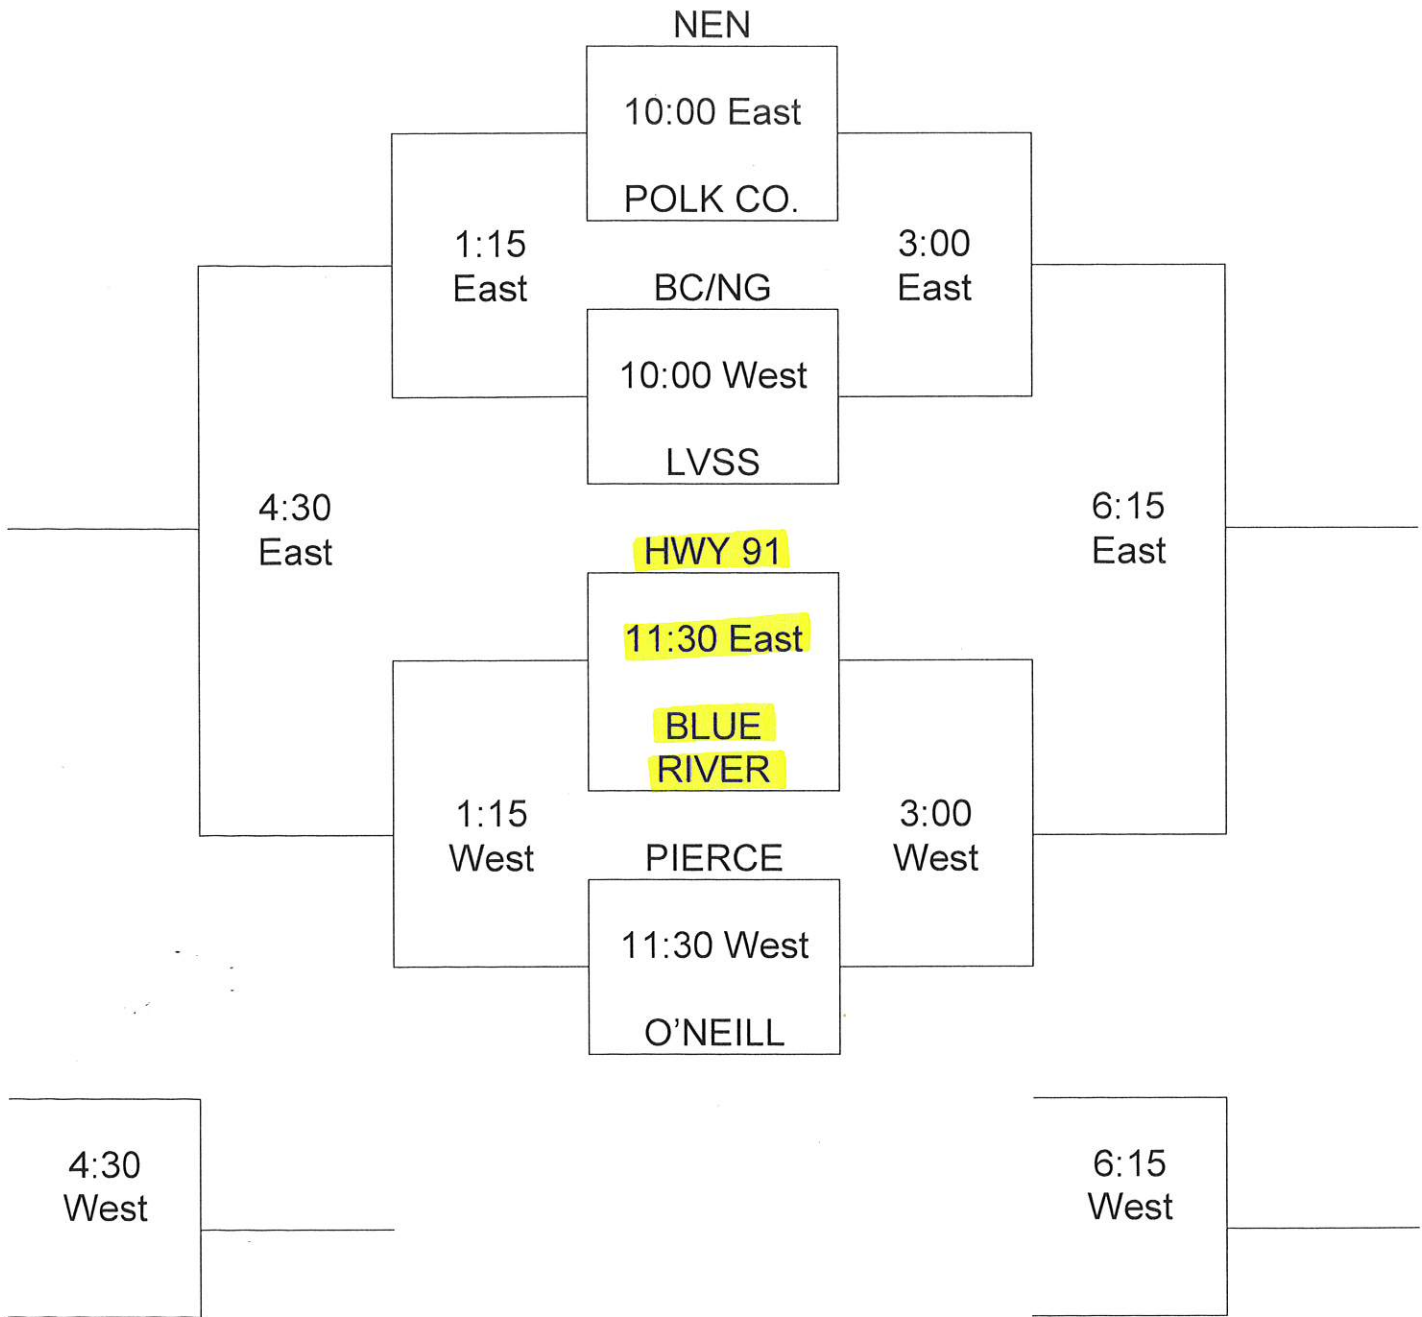 NEN
10:00 East
POLK CO.
1:15
East
3:00
East
BC/NG
10:00 West
LVSS
4:30
East
6:15
East
HWY 91
11:30 East
BLUE
RIVER
1:15
West
3:00
West
PIERCE
11:30 West
O'NEILL
4:30
West
6:15
West